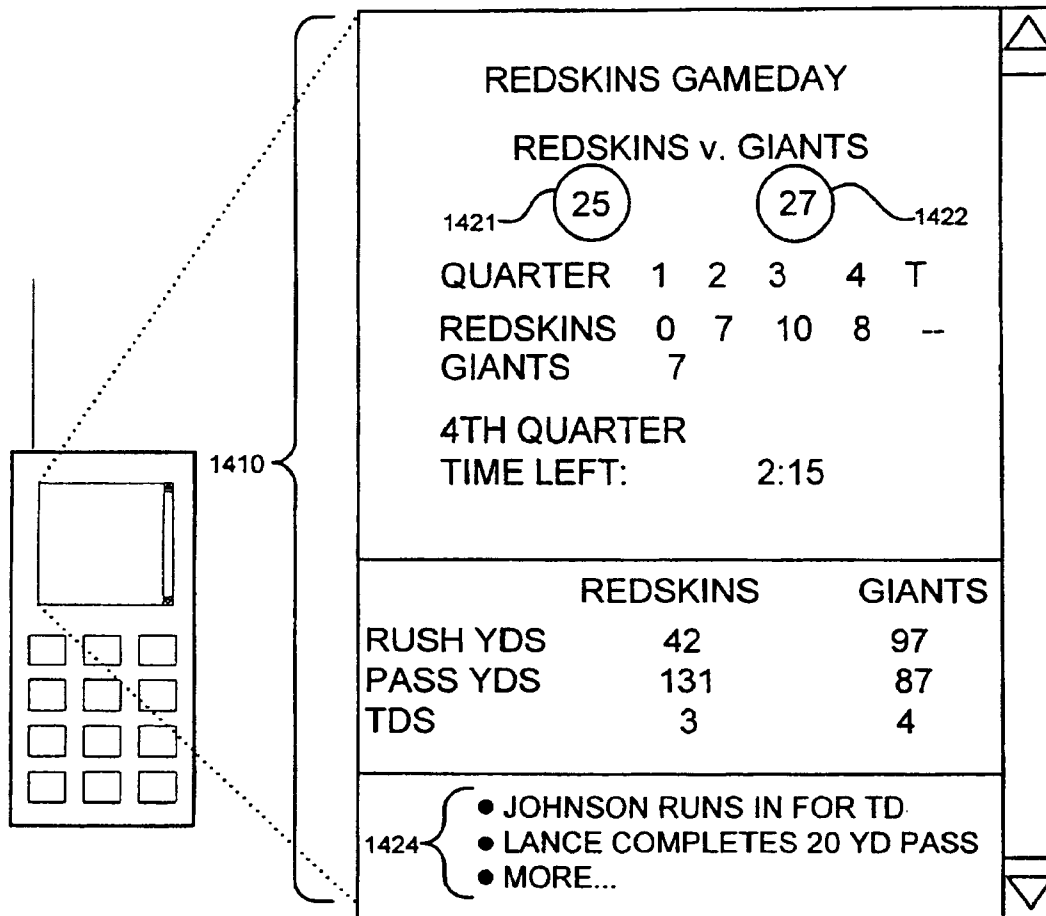 REDSKINS GAMEDAY
REDSKINS v. GIANTS
1421 25 27 1422
QUARTER 1 2 3 4 T
REDSKINS 0 7 10 8 --
GIANTS 7
4TH QUARTER
TIME LEFT: 2:15
1410
REDSKINS GIANTS
RUSH YDS 42 97
PASS YDS 131 87
TDS 3 4
1424
• JOHNSON RUNS IN FOR TD
• LANCE COMPLETES 20 YD PASS
• MORE...